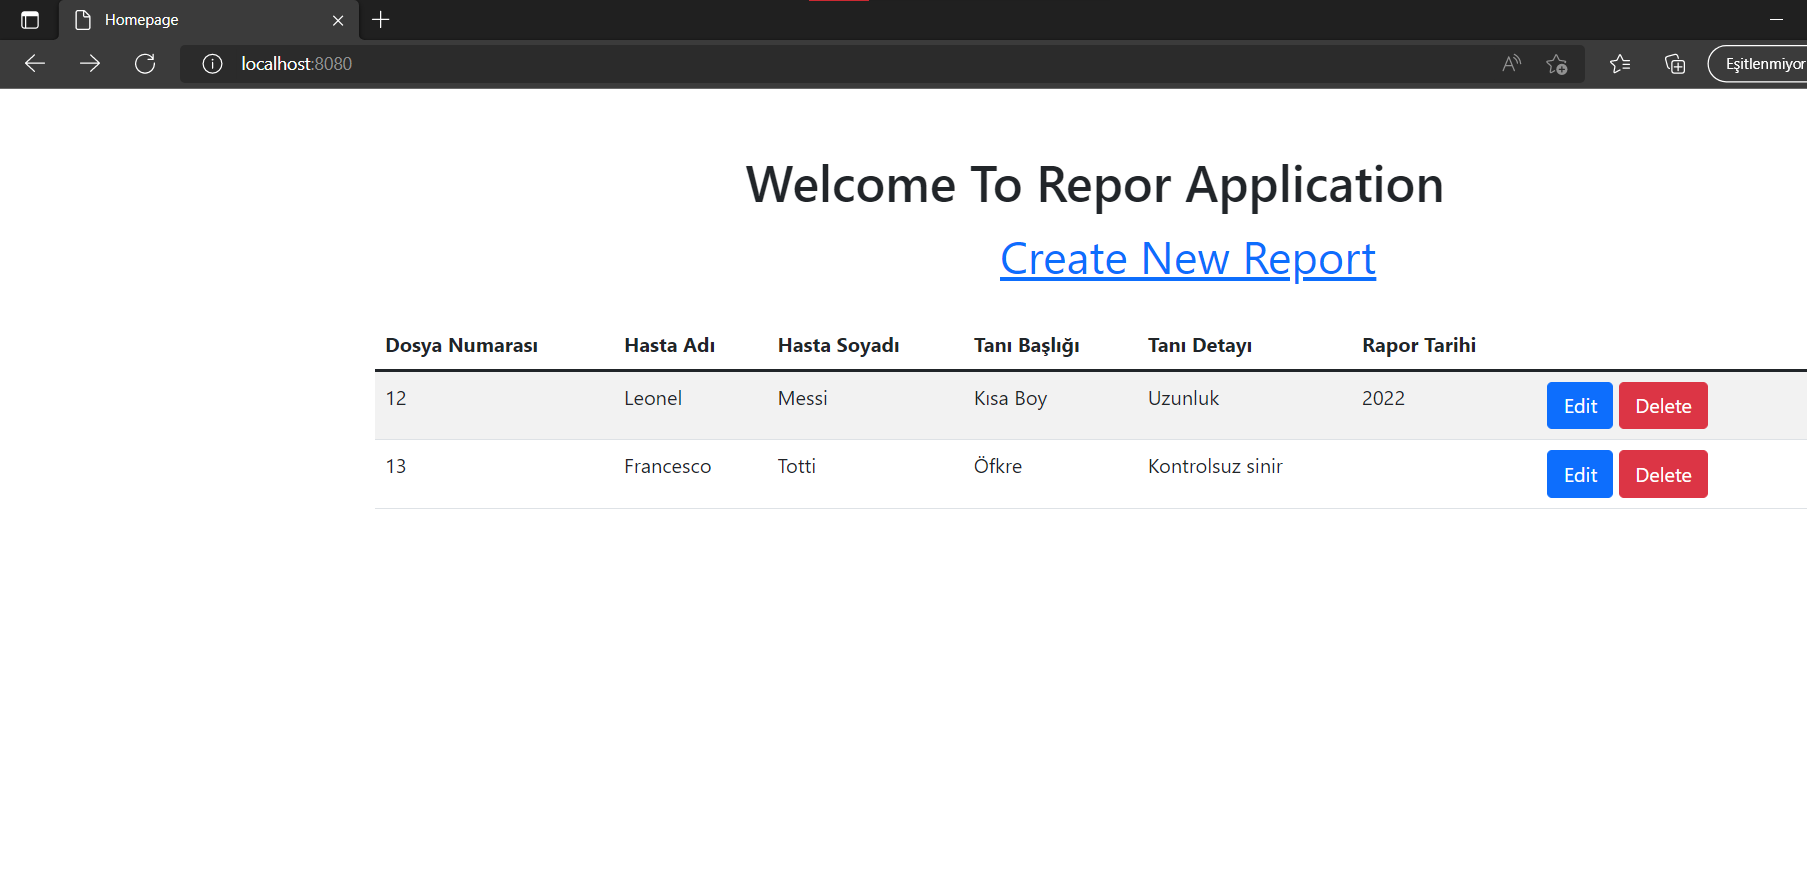 Homepage
localhost:8080
Eşitlenmiyor
Welcome To Repor Application
Create New Report
Dosya Numarası Hasta Adı Hasta Soyadı Tanı Başlığı Tanı Detayı Rapor Tarihi
12 Leonel Messi Kısa Boy Uzunluk 2022 Edit Delete
13 Francesco Totti Öfkre Kontrolsuz sinir Edit Delete